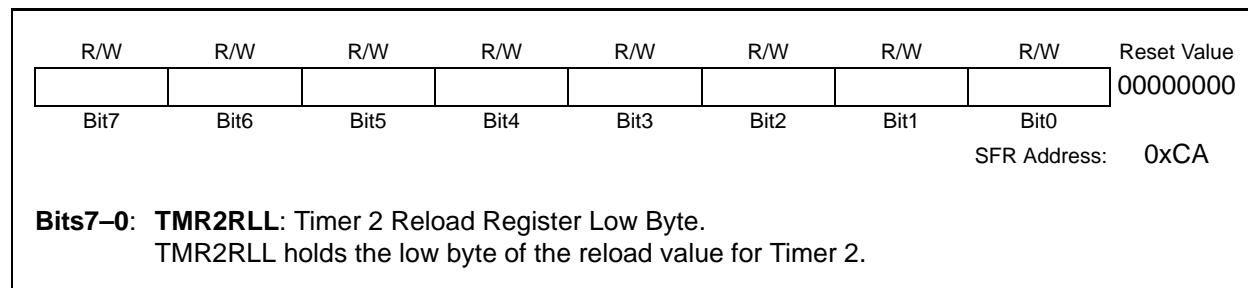 R/W R/W R/W R/W R/W R/W R/W R/W Reset Value
00000000
Bit7 Bit6 Bit5 Bit4 Bit3 Bit2 Bit1 Bit0
SFR Address: 0xCA
Bits7–0: TMR2RLL: Timer 2 Reload Register Low Byte.
TMR2RLL holds the low byte of the reload value for Timer 2.